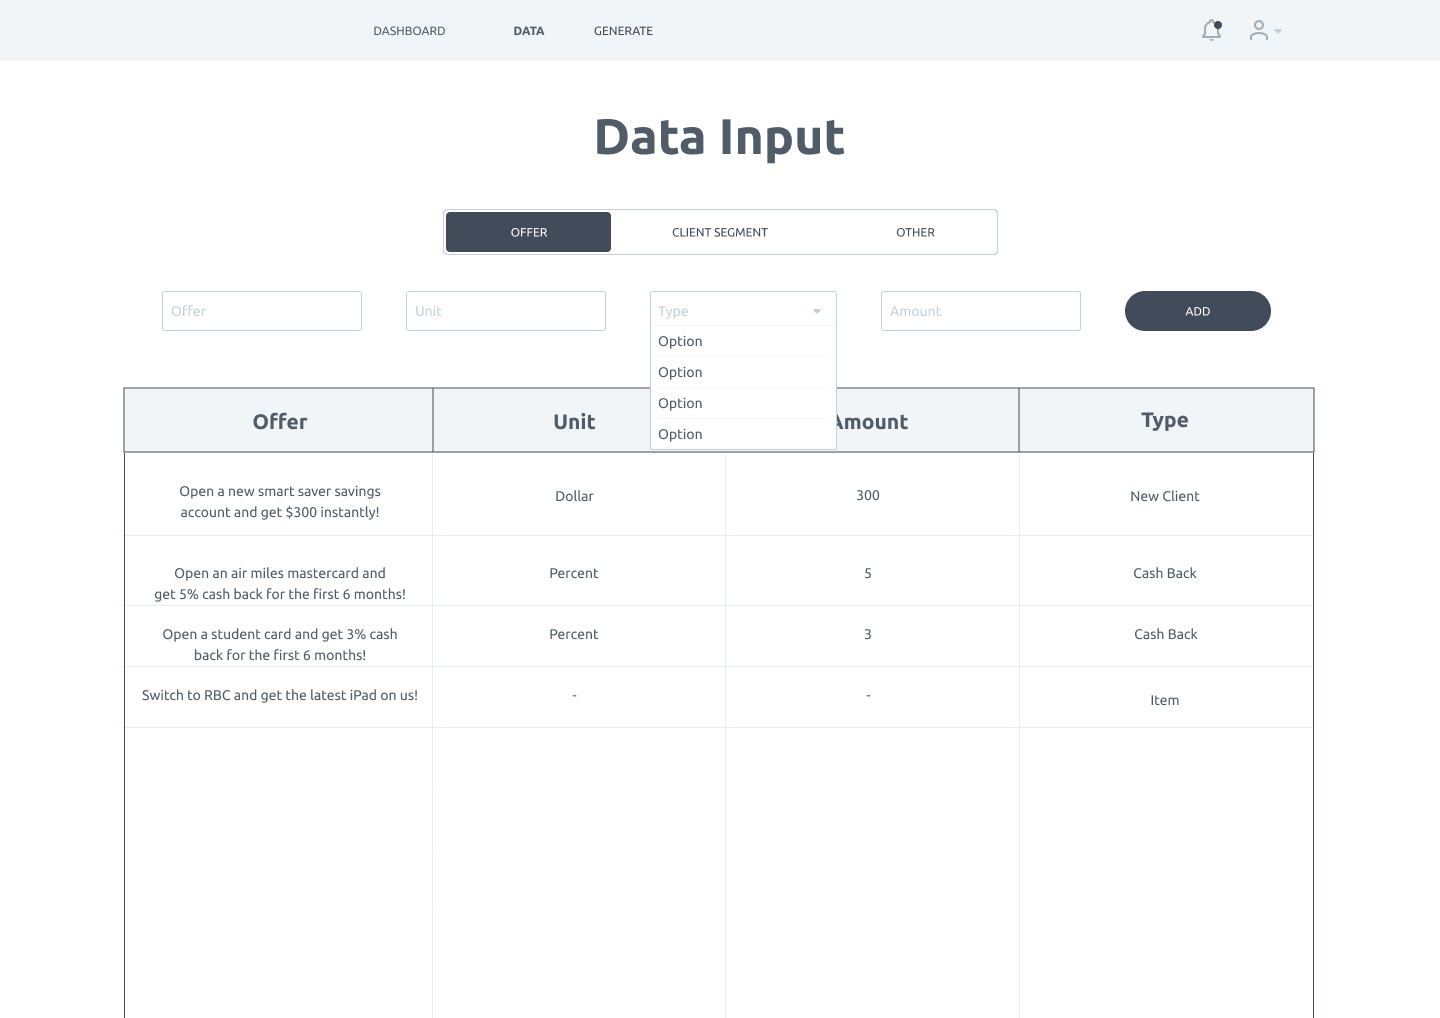 DASHBOARD
DATA
GENERATE
Data Input
OFFER
CLIENT SEGMENT
OTHER
Offer
Unit
Type
Amount
ADD
Option
Option
Option
Option
Offer
Unit
Amount
Type
Open a new smart saver savings
account and get $300 instantly!
Dollar
300
New Client
Open an air miles mastercard and
get 5% cash back for the first 6 months!
Percent
5
Cash Back
Open a student card and get 3% cash
back for the first 6 months!
Percent
3
Cash Back
Switch to RBC and get the latest iPad on us!
-
-
Item